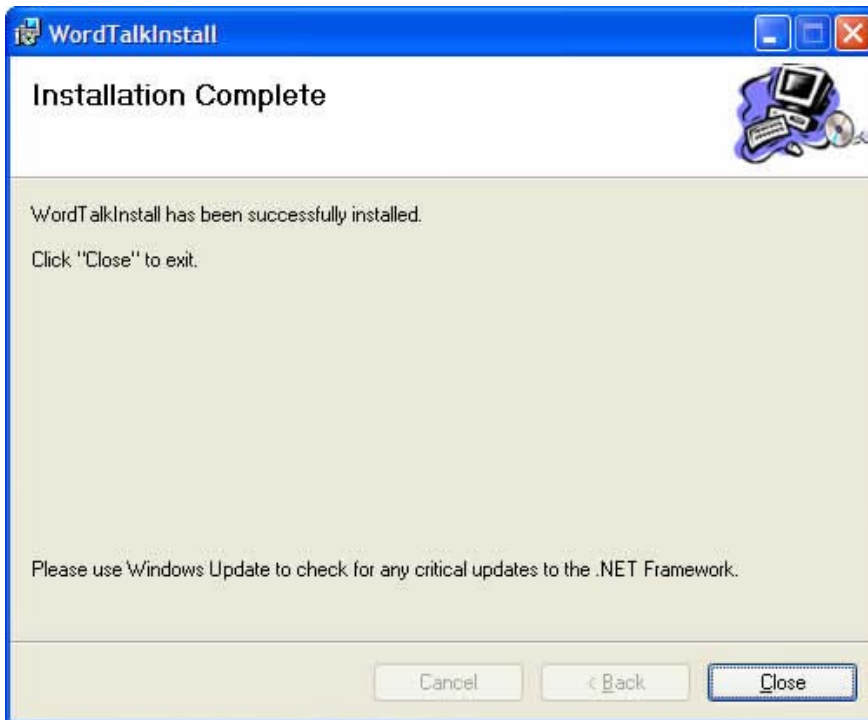 WordTalkInstall
Installation Complete
WordTalkInstall has been successfully installed.
Click "Close" to exit.
Please use Windows Update to check for any critical updates to the .NET Framework.
Cancel
< Back
Close